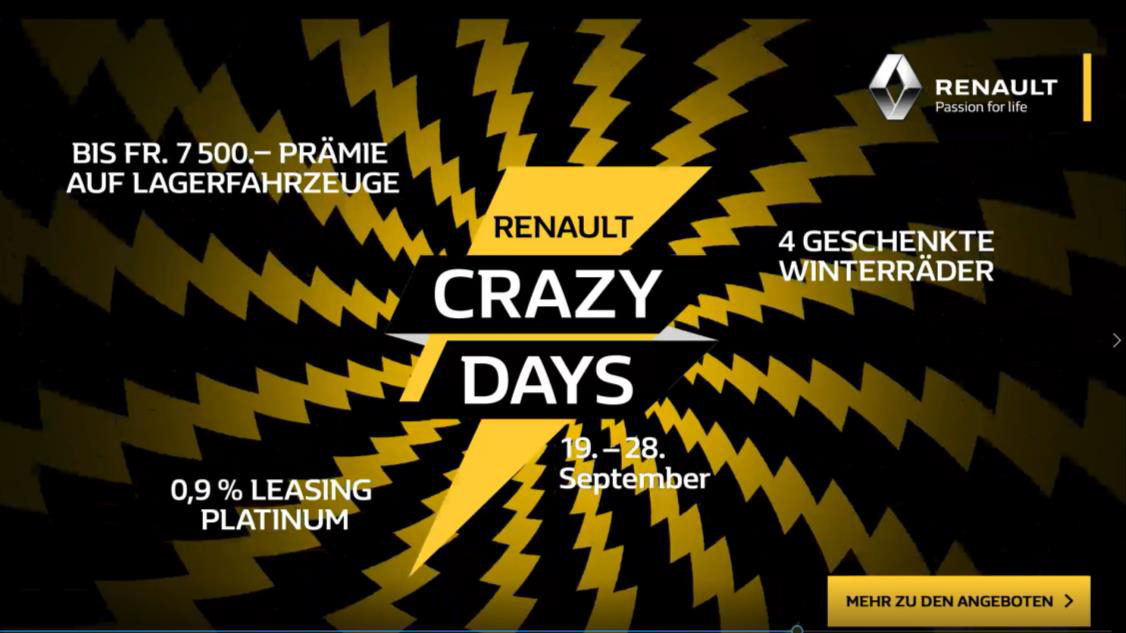 RENAULT
Passion for life
BIS FR. 7 500.– PRÄMIE
AUF LAGERFAHRZEUGE
RENAULT
CRAZY
DAYS
4 GESCHENKTE
WINTERRÄDER
19. – 28.
September
0,9 % LEASING
PLATINUM
MEHR ZU DEN ANGEBOTEN